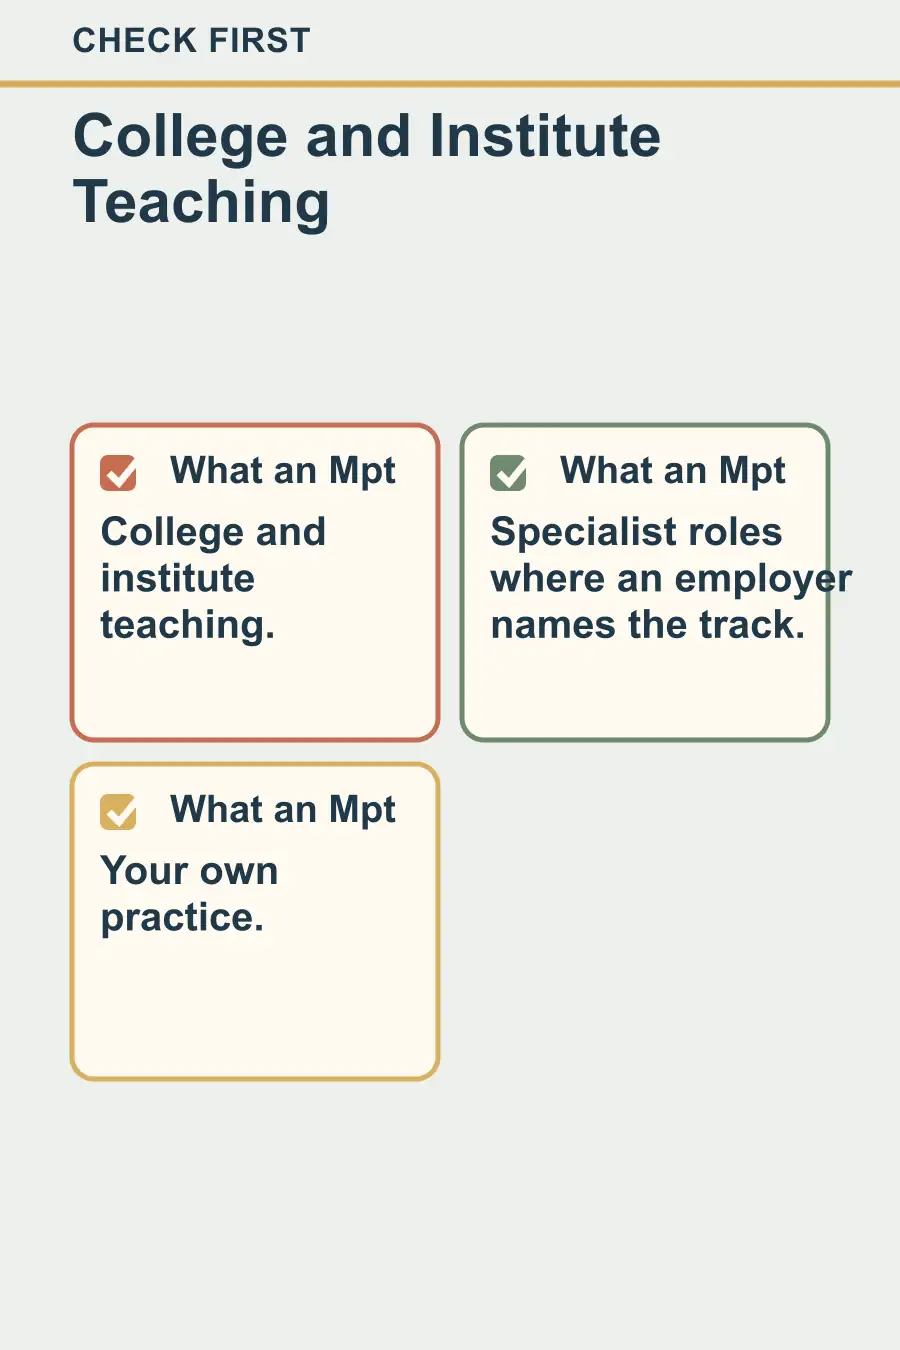 CHECK FIRST
College and Institute
Teaching
What an Mpt
College and
institute
teaching.
What an Mpt
Specialist roles
where an employer
names the track.
What an Mpt
Your own
practice.